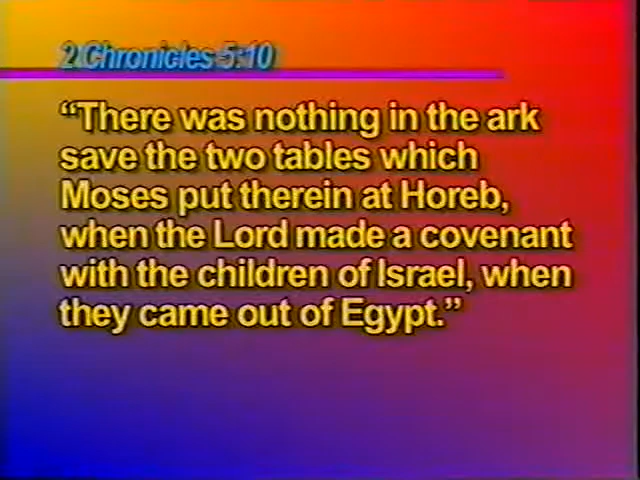 2 Chronicles 5:10
“There was nothing in the ark
save the two tables which
Moses put therein at Horeb,
when the Lord made a covenant
with the children of Israel, when
they came out of Egypt.”